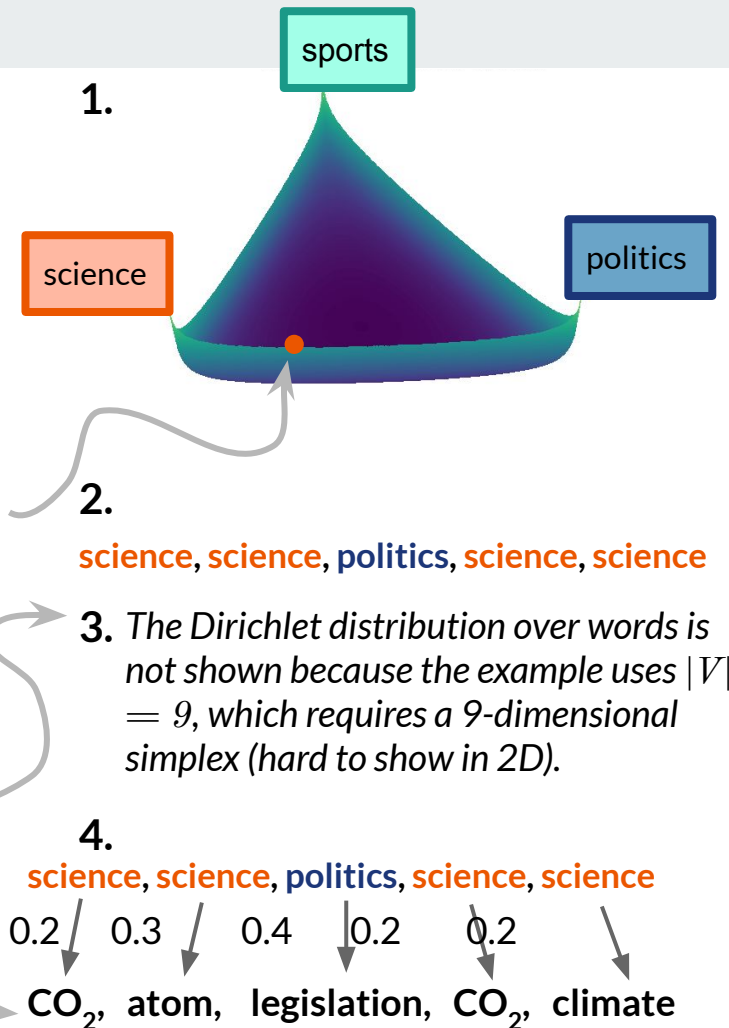 sports
1.
science
politics
2.
science, science, politics, science, science
3. The Dirichlet distribution over words is
not shown because the example uses |V|
= 9, which requires a 9-dimensional
simplex (hard to show in 2D).
4.
science, science, politics, science, science
0.2 0.3 0.4 0.2 0.2
CO₂, atom, legislation, CO₂, climate